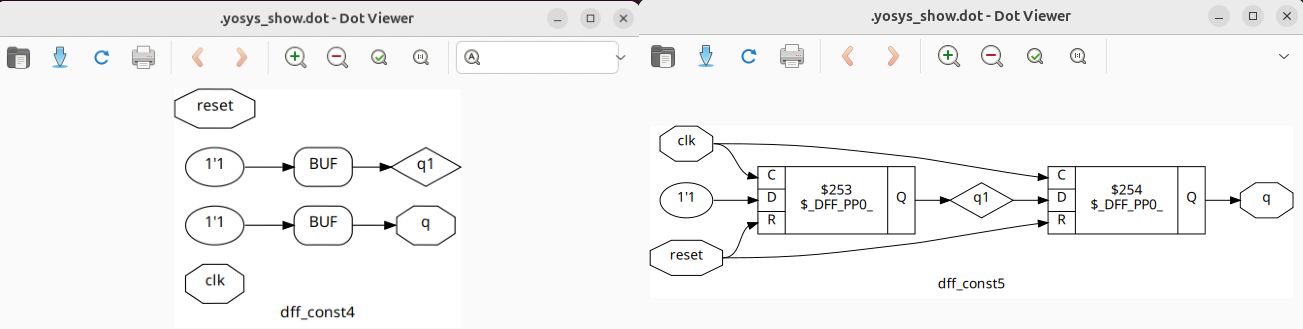 .yosys_show.dot - Dot Viewer
reset
1'1
BUF
q1
1'1
BUF
q
clk
dff_const4
.yosys_show.dot - Dot Viewer
clk
C
$253
D
$_DFF_PP0_
Q
R
1'1
q1
C
$254
D
$_DFF_PP0_
Q
R
q
reset
dff_const5